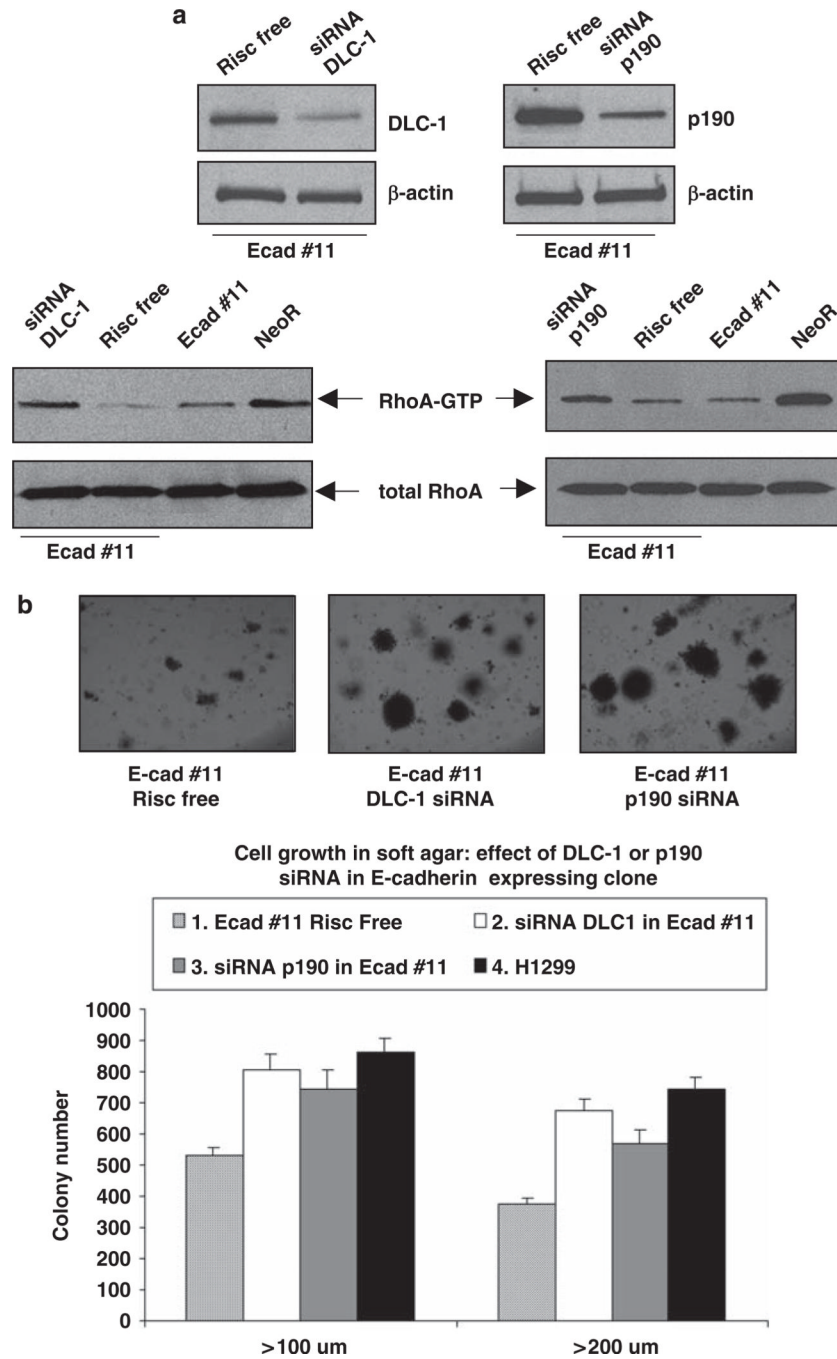 a
Risc free
siRNA
DLC-1
Risc free
siRNA
p190
DLC-1
p190
β-actin
β-actin
Ecad #11
Ecad #11
siRNA
DLC-1
Risc free
Ecad #11
NeoR
siRNA
p190
Risc free
Ecad #11
NeoR
RhoA-GTP
total RhoA
Ecad #11
Ecad #11
b
E-cad #11
Risc free
E-cad #11
DLC-1 siRNA
E-cad #11
p190 siRNA
Cell growth in soft agar: effect of DLC-1 or p190
siRNA in E-cadherin expressing clone
1. Ecad #11 Risc Free
2. siRNA DLC1 in Ecad #11
3. siRNA p190 in Ecad #11
4. H1299
Colony number
1000
900
800
700
600
500
400
300
200
100
0
>100 um
>200 um